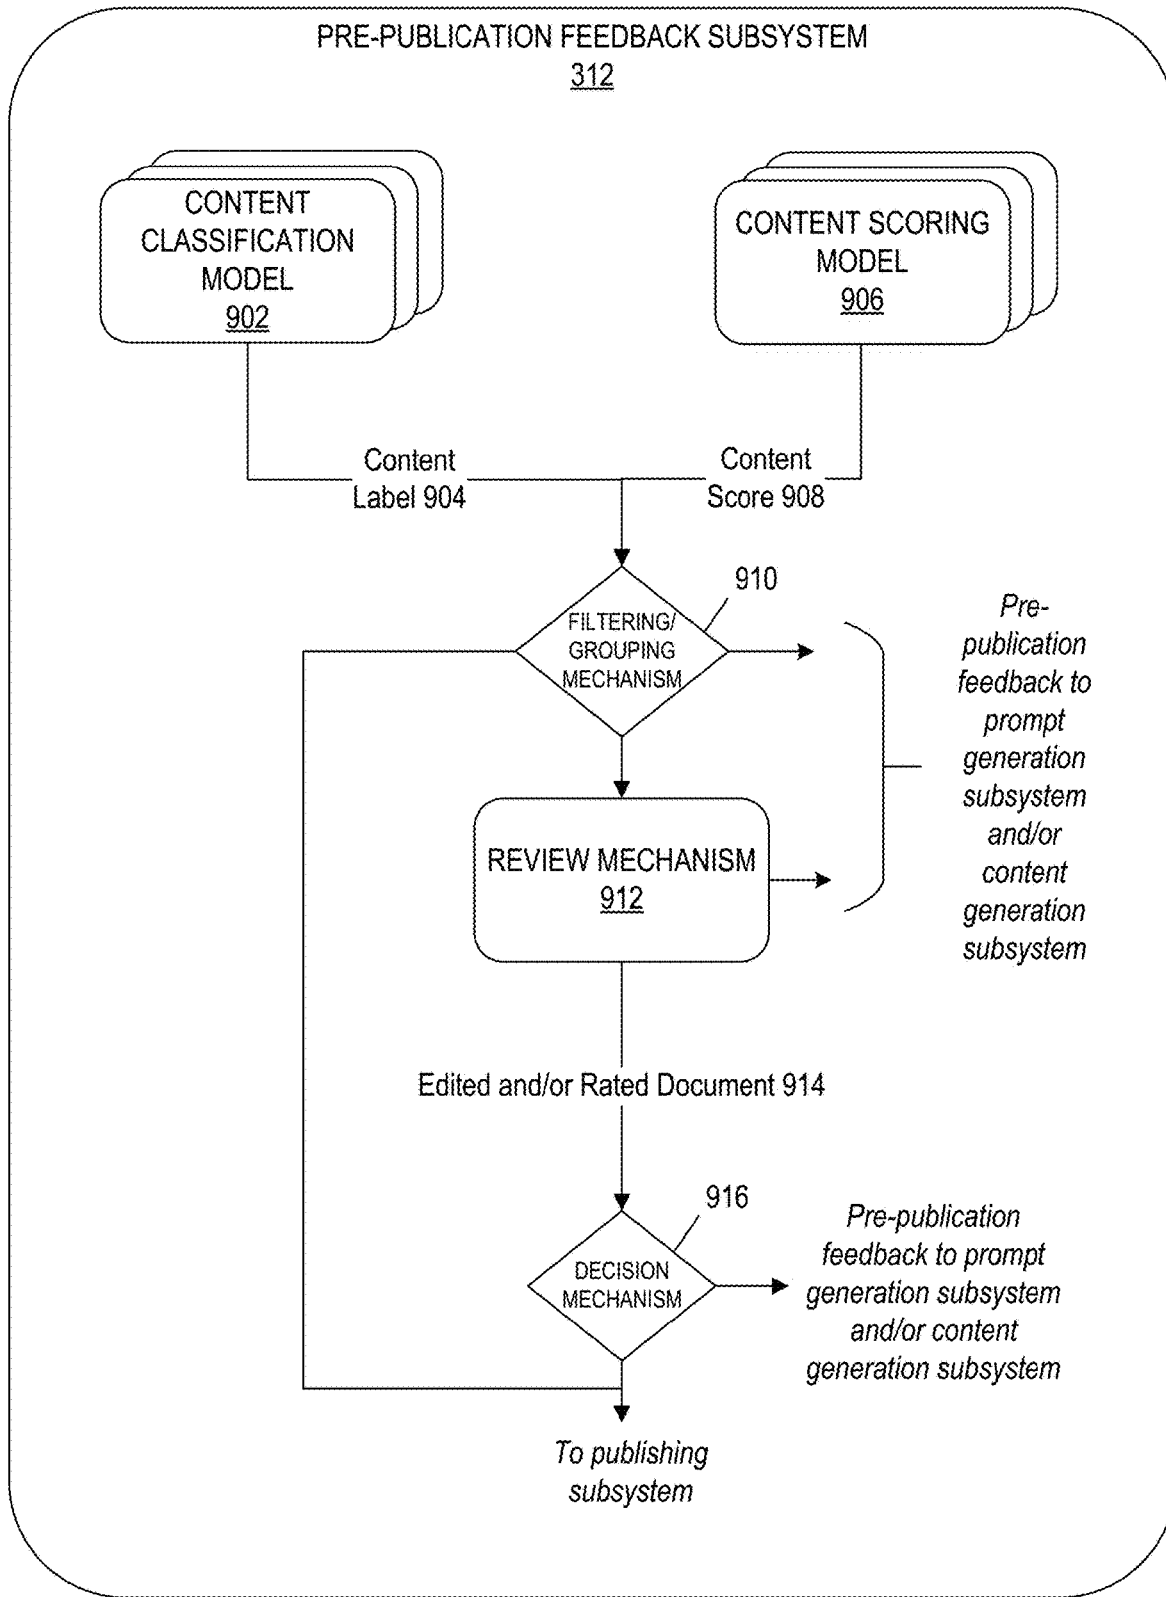 PRE-PUBLICATION FEEDBACK SUBSYSTEM
312
CONTENT
CLASSIFICATION
MODEL
902
CONTENT SCORING
MODEL
906
Content
Label 904
Content
Score 908
910
FILTERING/
GROUPING
MECHANISM
Pre-
publication
feedback to
prompt
generation
subsystem
and/or
content
generation
subsystem
REVIEW MECHANISM
912
Edited and/or Rated Document 914
916
DECISION
MECHANISM
Pre-publication
feedback to prompt
generation subsystem
and/or content
generation subsystem
To publishing
subsystem